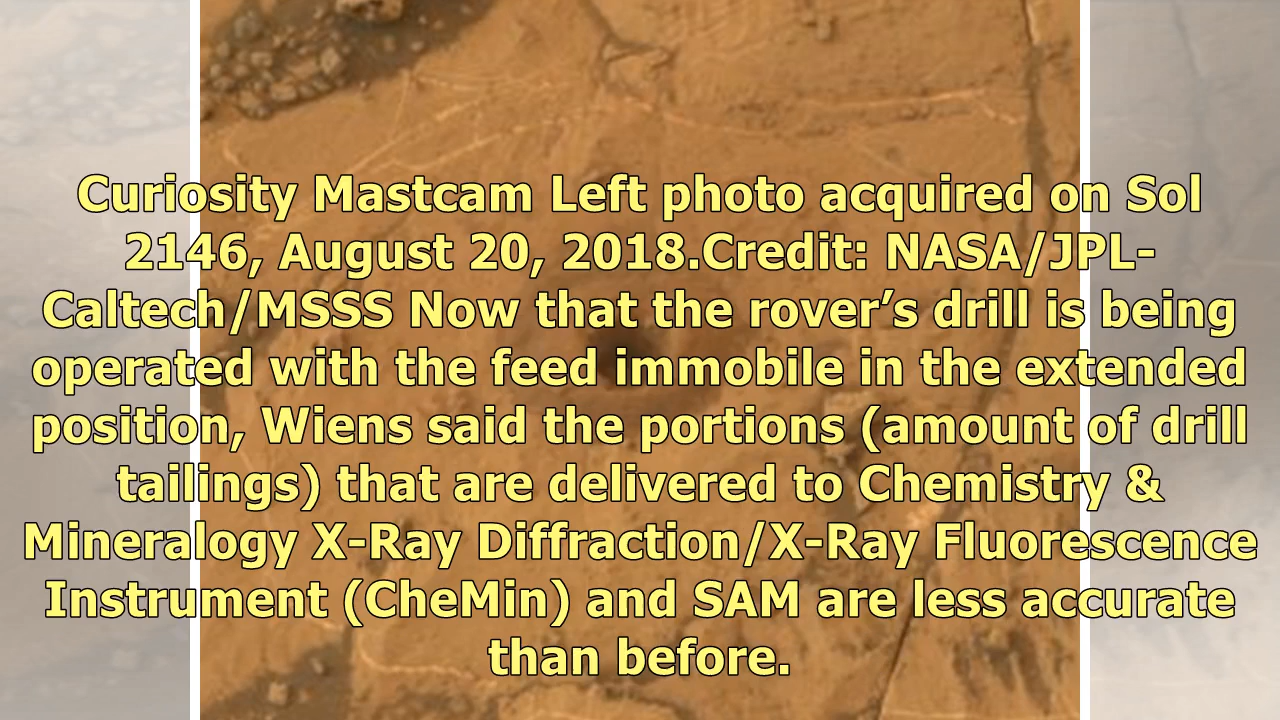 Curiosity Mastcam Left photo acquired on Sol
2146, August 20, 2018.Credit: NASA/JPL-
Caltech/MSSS Now that the rover’s drill is being
operated with the feed immobile in the extended
position, Wiens said the portions (amount of drill
tailings) that are delivered to Chemistry &
Mineralogy X-Ray Diffraction/X-Ray Fluorescence
Instrument (CheMin) and SAM are less accurate
than before.